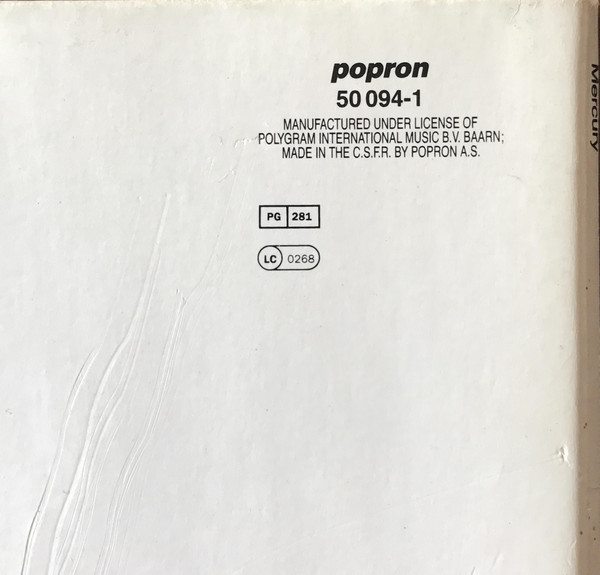 popron
50 094-1
MANUFACTURED UNDER LICENSE OF
POLYGRAM INTERNATIONAL MUSIC B.V. BAARN;
MADE IN THE C.S.F.R. BY POPRON A.S.
PG 281
LC 0268
Mercury